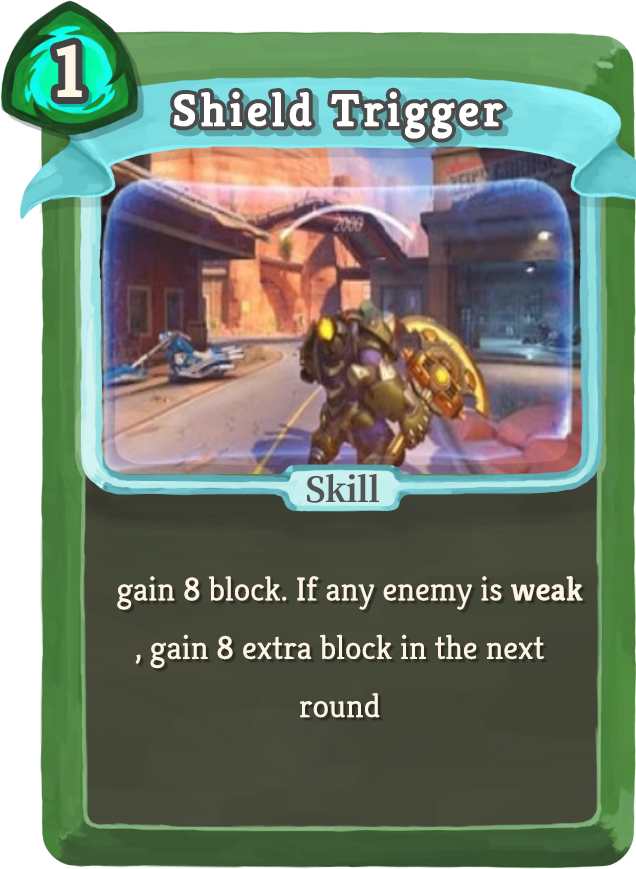 1
Shield Trigger
2000
Skill
gain 8 block. If any enemy is weak
, gain 8 extra block in the next
round